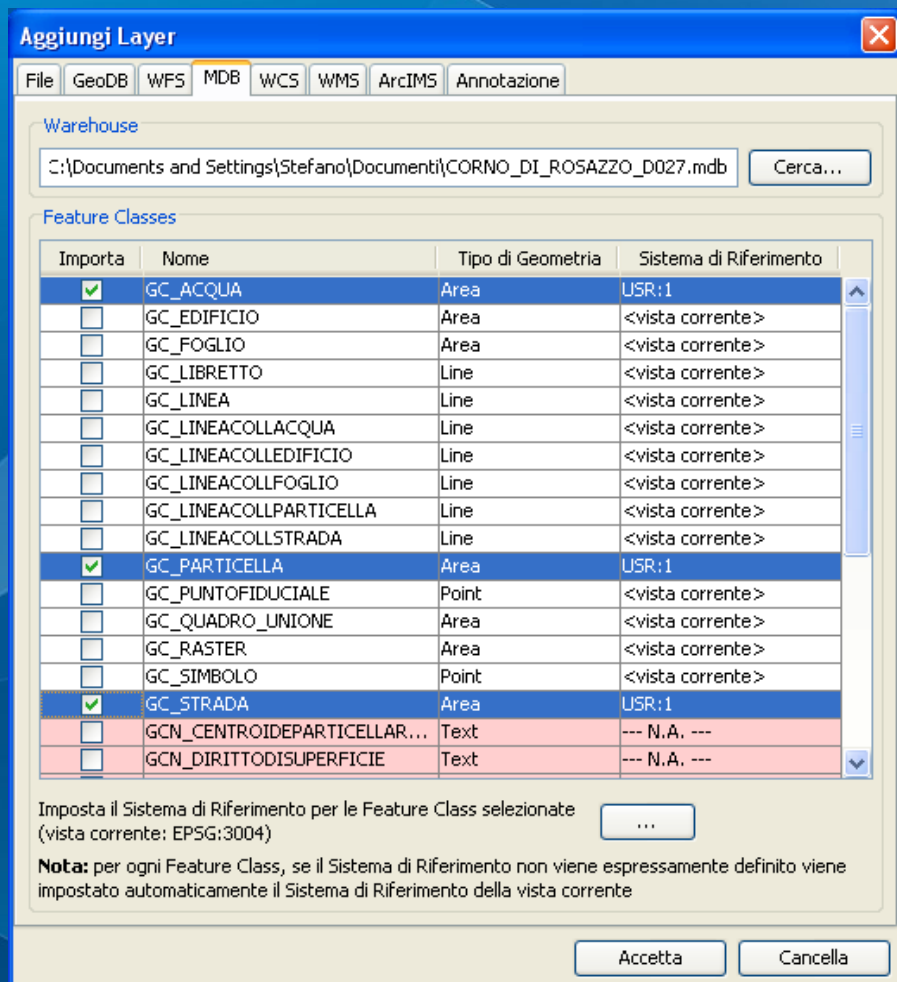 Aggiungi Layer
File GeoDB WFS MDB WCS WMS ArcIMS Annotazione
Warehouse
C:\Documents and Settings\Stefano\Documenti\CORNO_DI_ROSAZZO_D027.mdb Cerca...
Feature Classes
Importa Nome Tipo di Geometria Sistema di Riferimento
GC_ACQUA Area USR:1
GC_EDIFICIO Area <vista corrente>
GC_FOGLIO Area <vista corrente>
GC_LIBRETTO Line <vista corrente>
GC_LINEA Line <vista corrente>
GC_LINEACOLLACQUA Line <vista corrente>
GC_LINEACOLLEDIFICIO Line <vista corrente>
GC_LINEACOLLFOGLIO Line <vista corrente>
GC_LINEACOLLPARTICELLA Line <vista corrente>
GC_LINEACOLLSTRADA Line <vista corrente>
GC_PARTICELLA Area USR:1
GC_PUNTOFIDUCIALE Point <vista corrente>
GC_QUADRO_UNIONE Area <vista corrente>
GC_RASTER Area <vista corrente>
GC_SIMBOLO Point <vista corrente>
GC_STRADA Area USR:1
GCN_CENTROIDEPARTICELLAR... Text --- N.A. ---
GCN_DIRITTODISUPERFICIE Text --- N.A. ---
Imposta il Sistema di Riferimento per le Feature Class selezionate
(vista corrente: EPSG:3004) ...
Nota: per ogni Feature Class, se il Sistema di Riferimento non viene espressamente definito viene
impostato automaticamente il Sistema di Riferimento della vista corrente
Accetta Cancella